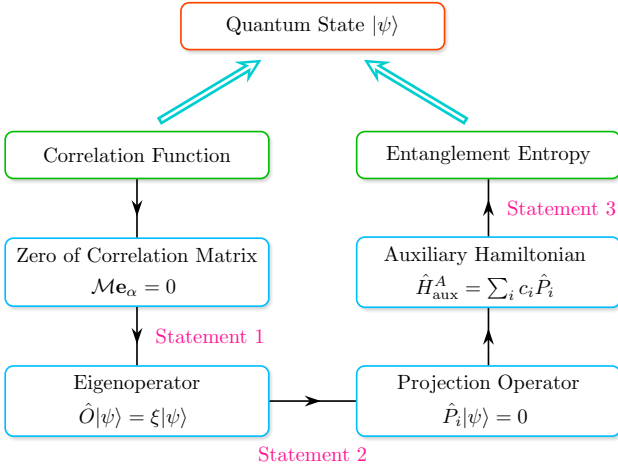 Quantum State |ψ⟩
Correlation Function
Entanglement Entropy
Statement 3
Zero of Correlation Matrix
ℳ𝐞_α = 0
Auxiliary Hamiltonian
Ĥ^A_aux = ∑_i c_i P̂_i
Statement 1
Eigenoperator
Ô|ψ⟩ = ξ|ψ⟩
Projection Operator
P̂_i|ψ⟩ = 0
Statement 2